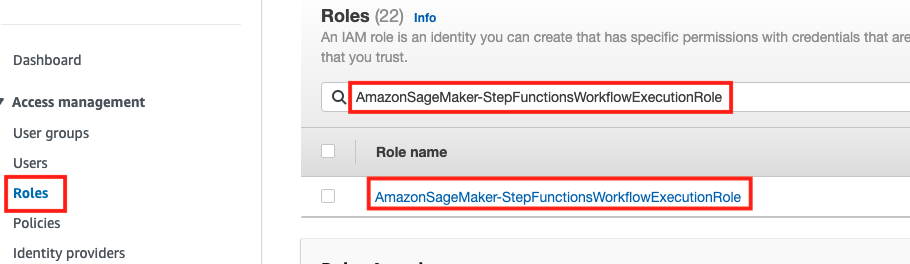 Dashboard
Access management
User groups
Users
Roles
Policies
Identity providers
Roles (22) Info
An IAM role is an identity you can create that has specific permissions with credentials that are
that you trust.
AmazonSageMaker-StepFunctionsWorkflowExecutionRole
Role name
AmazonSageMaker-StepFunctionsWorkflowExecutionRole